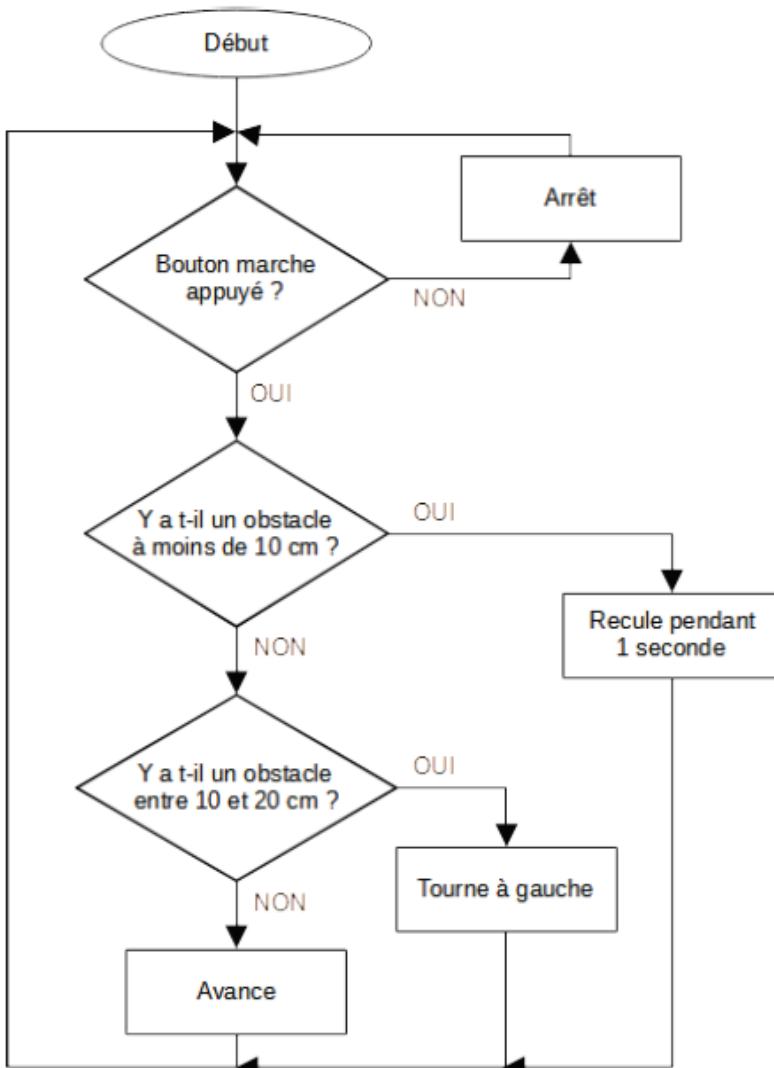 Début
Arrêt
Bouton marche
appuyé ?
NON
OUI
Y a t-il un obstacle
à moins de 10 cm ?
OUI
Recule pendant
1 seconde
NON
Y a t-il un obstacle
entre 10 et 20 cm ?
OUI
Tourne à gauche
NON
Avance